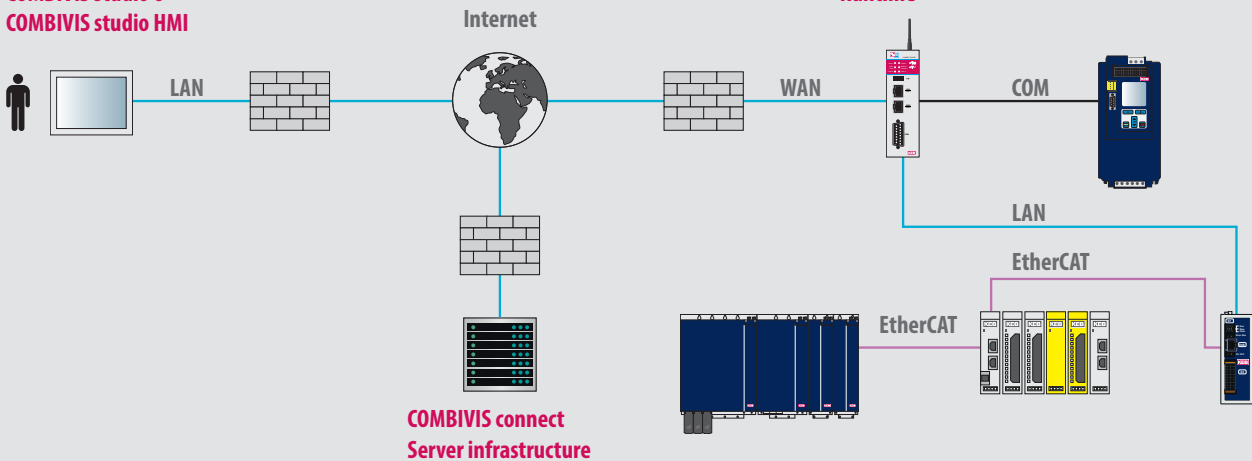 COMBIVIS studio HMI
Internet
LAN
WAN
COM
LAN
EtherCAT
EtherCAT
COMBIVIS connect
Server infrastructure